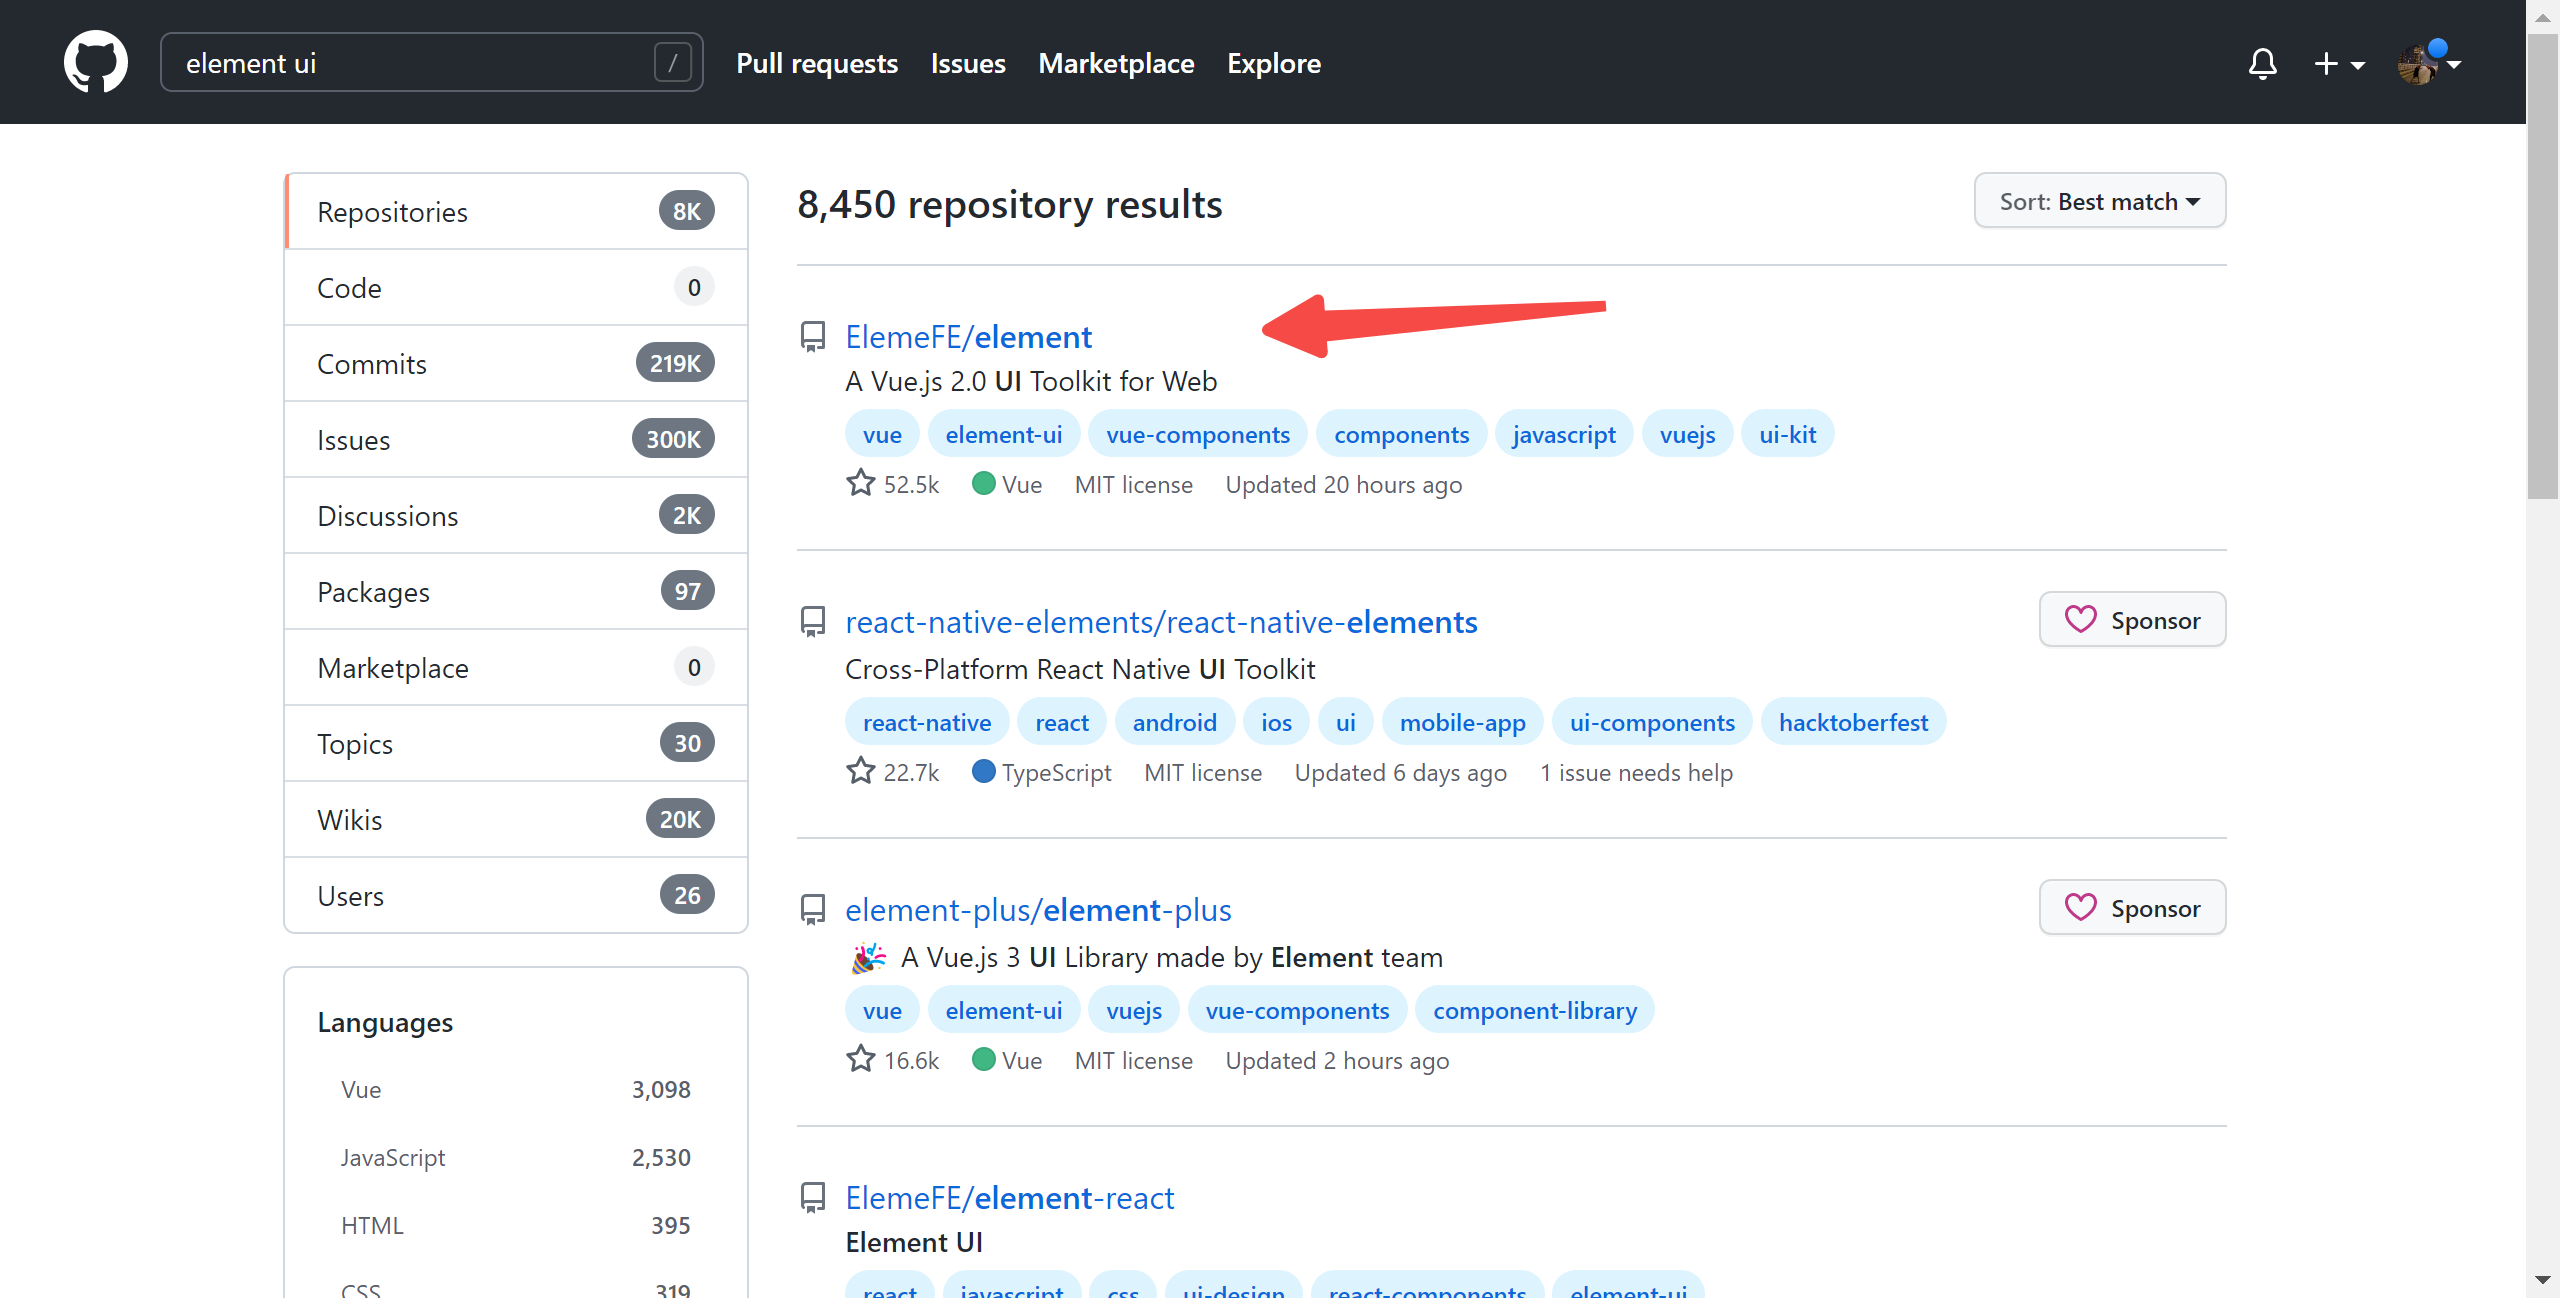 element ui
/
Pull requests
Issues
Marketplace
Explore
Repositories 8K
Code 0
Commits 219K
Issues 300K
Discussions 2K
Packages 97
Marketplace 0
Topics 30
Wikis 20K
Users 26
Languages
Vue 3,098
JavaScript 2,530
HTML 395
CSS 319
8,450 repository results
Sort: Best match
ElemeFE/element
A Vue.js 2.0 UI Toolkit for Web
vue element-ui vue-components components javascript vuejs ui-kit
52.5k Vue MIT license Updated 20 hours ago
react-native-elements/react-native-elements
Sponsor
Cross-Platform React Native UI Toolkit
react-native react android ios ui mobile-app ui-components hacktoberfest
22.7k TypeScript MIT license Updated 6 days ago 1 issue needs help
element-plus/element-plus
Sponsor
🎉 A Vue.js 3 UI Library made by Element team
vue element-ui vuejs vue-components component-library
16.6k Vue MIT license Updated 2 hours ago
ElemeFE/element-react
Element UI
react javascript css ui-design react-components element-ui